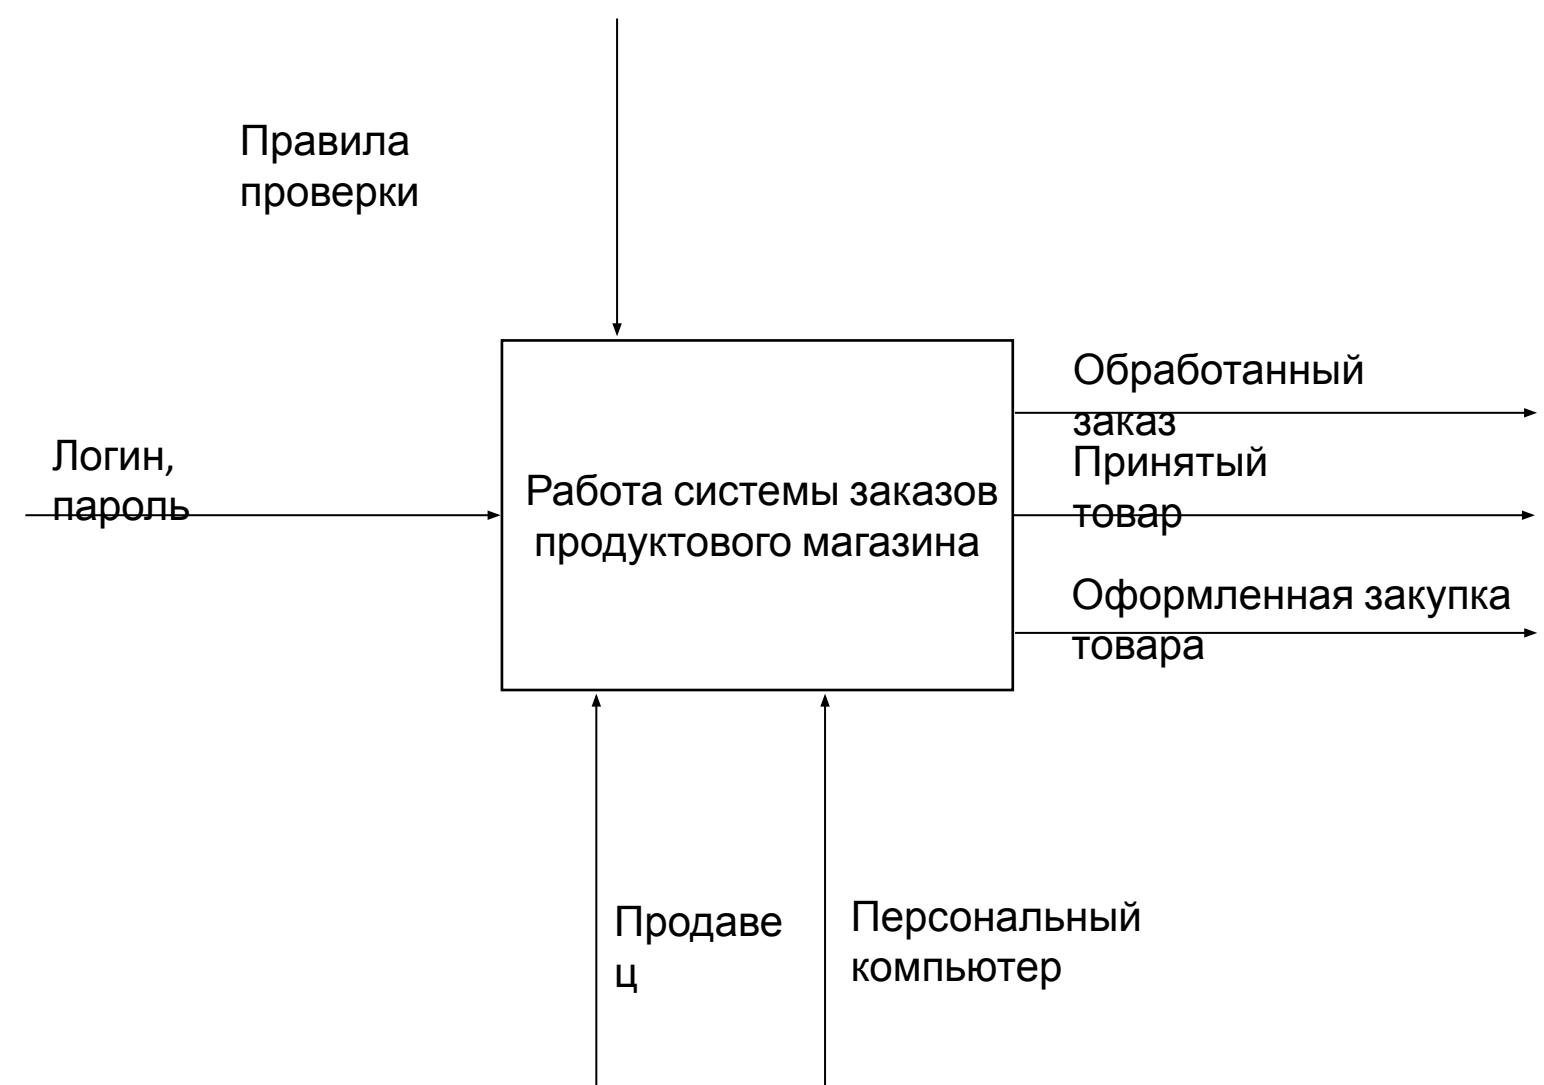 Правила
проверки
Обработанный
заказ
Логин,
пароль
Принятый
товар
Работа системы заказов
продуктового магазина
Оформленная закупка
товара
Продаве
ц
Персональный
компьютер